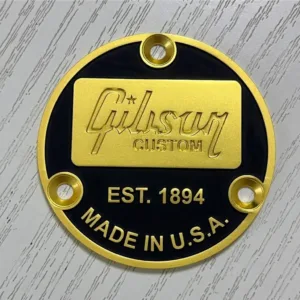 Gibson
CUSTOM
EST. 1894
MADE IN U.S.A.